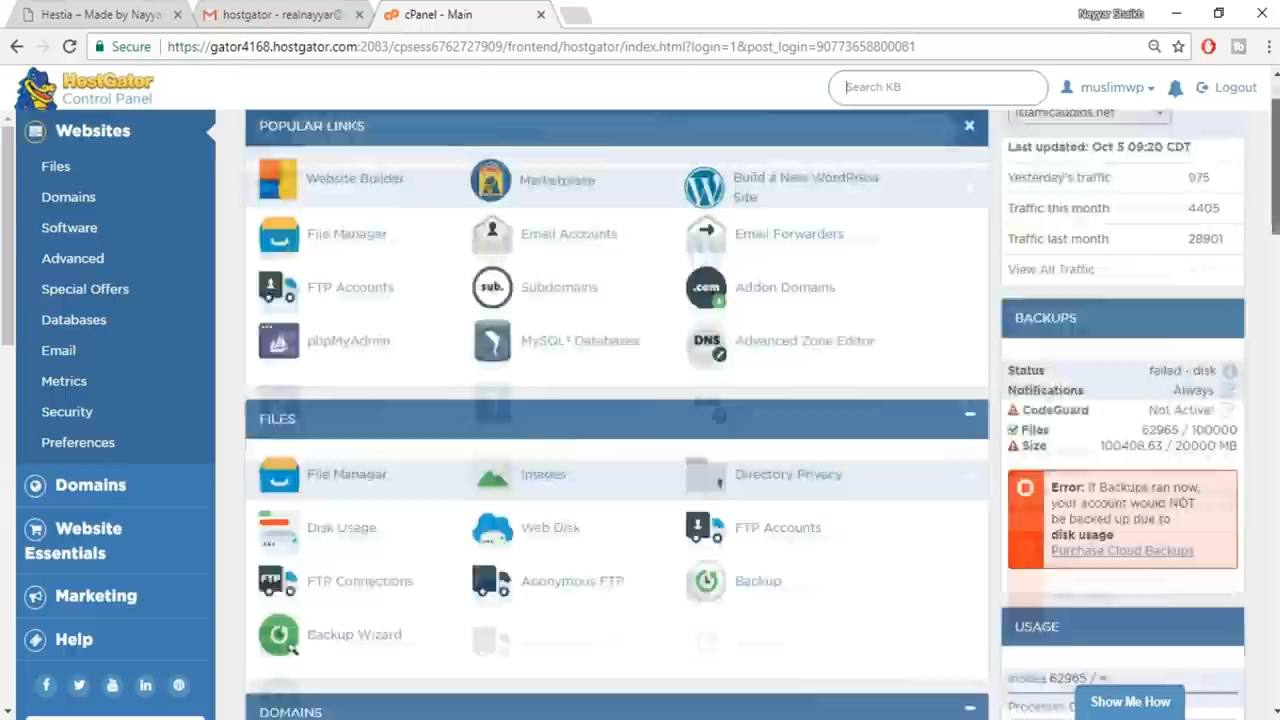 Hestia – Made by Nayya
hostgator - realnayyar@
cPanel - Main
Nayyar Shaikh
Secure
https://gator4168.hostgator.com:2083/cpsess6762727909/frontend/hostgator/index.html?login=1&post_login=90773658800081
HostGator
Control Panel
Search KB
muslimwp
Logout
Websites
Files
Domains
Software
Advanced
Special Offers
Databases
Email
Metrics
Security
Preferences
Domains
Website
Essentials
Marketing
Help
POPULAR LINKS
Website Builder
Marketplace
Build a New WordPress
Site
File Manager
Email Accounts
Email Forwarders
FTP Accounts
sub.
Subdomains
.com
Addon Domains
phpMyAdmin
MySQL® Databases
DNS
Advanced Zone Editor
FILES
File Manager
Images
Directory Privacy
Disk Usage
Web Disk
FTP Accounts
FTP
FTP Connections
Anonymous FTP
Backup
Backup Wizard
DOMAINS
islamicaudios.net
Last updated: Oct 5 09:20 CDT
Yesterday's traffic 975
Traffic this month 4405
Traffic last month 28901
View All Traffic
BACKUPS
Status failed - disk
Notifications Always
CodeGuard Not Active!
Files 62965 / 100000
Size 100408.63 / 20000 MB
Error: If Backups ran now,
your account would NOT
be backed up due to
disk usage
Purchase Cloud Backups
USAGE
Inodes 62965 / ∞
Show Me How